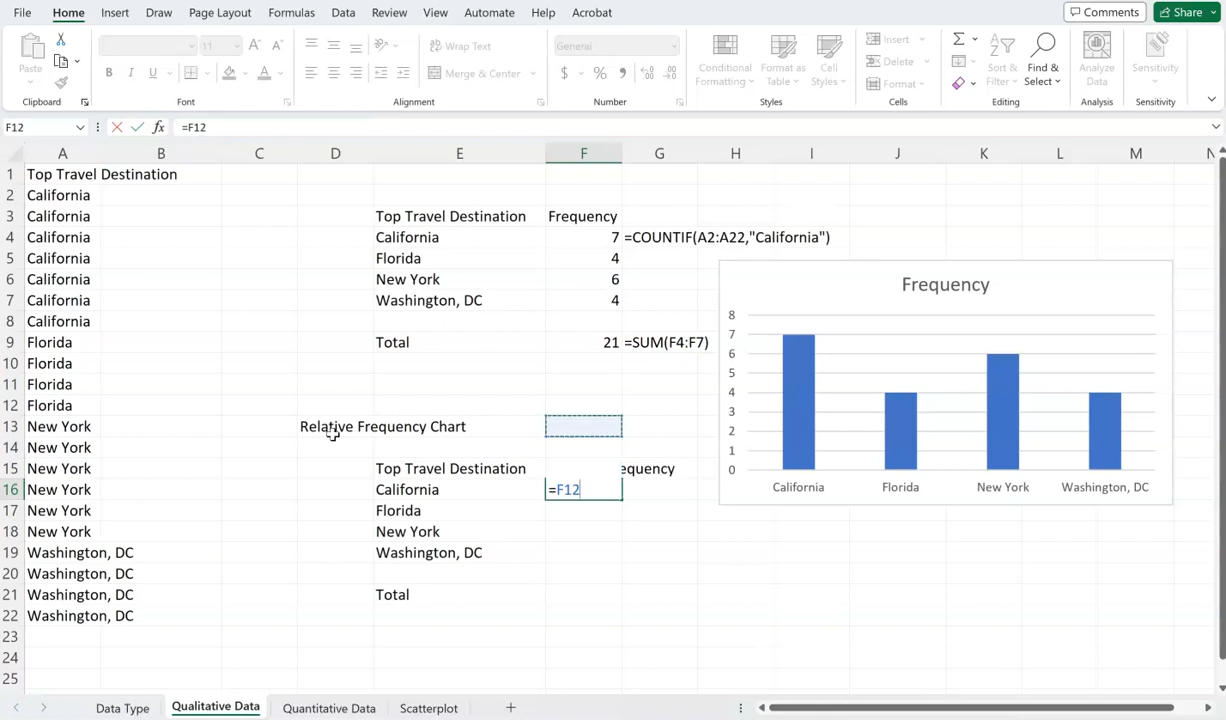 File Home Insert Draw Page Layout Formulas Data Review View Automate Help Acrobat Comments Share
11 Wrap Text General Insert
Paste Conditional Formatting Format as Table Cell Styles Delete Sort & Filter Find & Select Analyze Data Sensitivity
B I U Merge & Center $ % Format
Clipboard Font Alignment Number Styles Cells Editing Analysis Sensitivity
F12 fx =F12
A B C D E F G H I J K L M N
1 Top Travel Destination
2 California
3 California Top Travel Destination Frequency
4 California California 7 =COUNTIF(A2:A22,"California")
5 California Florida 4
6 California New York 6
7 California Washington, DC 4
8 California
9 Florida Total 21 =SUM(F4:F7)
10 Florida
11 Florida
12 Florida
13 New York Relative Frequency Chart
14 New York
15 New York Top Travel Destination equency
16 New York California =F12
17 New York Florida
18 New York New York
19 Washington, DC Washington, DC
20 Washington, DC
21 Washington, DC Total
22 Washington, DC
23
24
25
Frequency
8
7
6
5
4
3
2
1
0
California Florida New York Washington, DC
Data Type Qualitative Data Quantitative Data Scatterplot